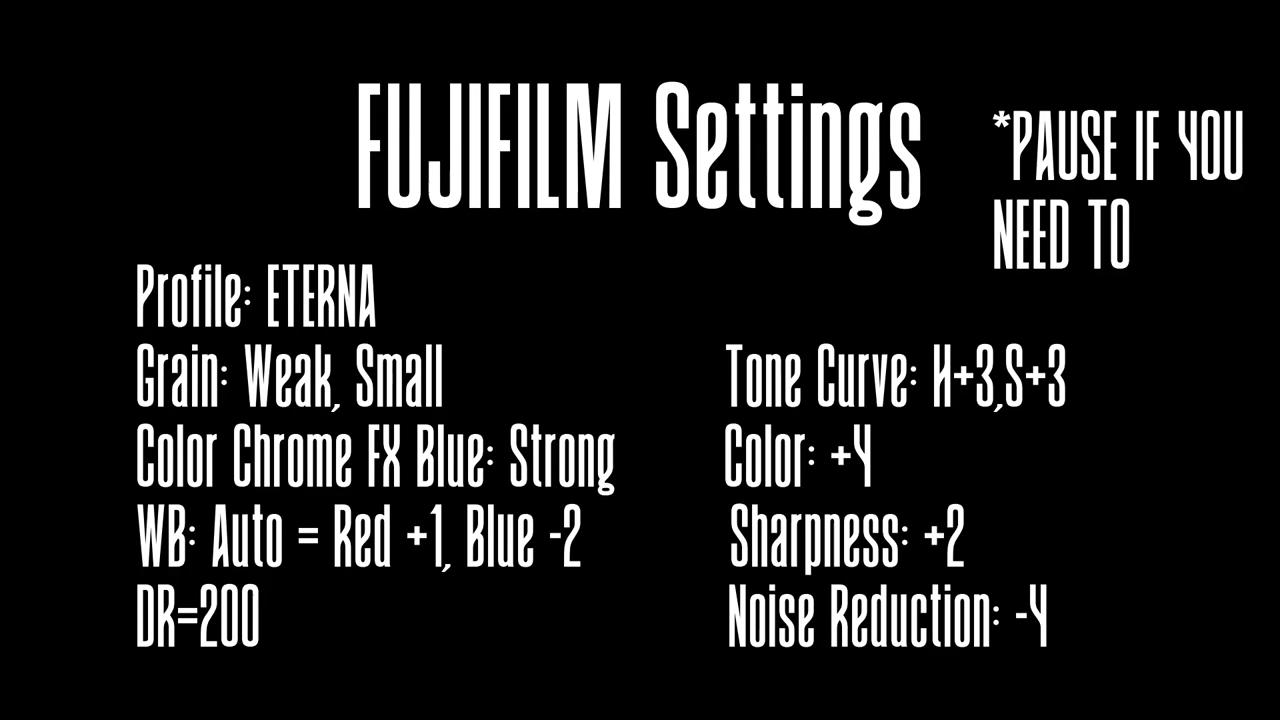 FUJIFILM Settings
*PAUSE IF YOU
NEED TO
Profile: ETERNA
Grain: Weak, Small
Color Chrome FX Blue: Strong
WB: Auto = Red +1, Blue -2
DR=200
Tone Curve: H+3,S+3
Color: +4
Sharpness: +2
Noise Reduction: -4